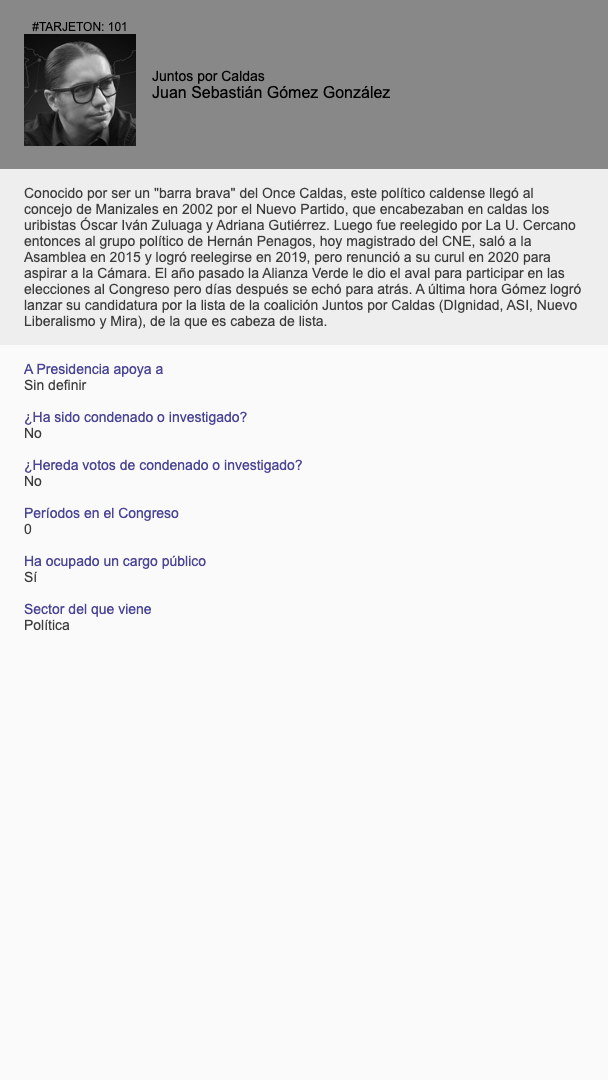 #TARJETON: 101
Juntos por Caldas
Juan Sebastián Gómez González
Conocido por ser un "barra brava" del Once Caldas, este político caldense llegó al
concejo de Manizales en 2002 por el Nuevo Partido, que encabezaban en caldas los
uribistas Óscar Iván Zuluaga y Adriana Gutiérrez. Luego fue reelegido por La U. Cercano
entonces al grupo político de Hernán Penagos, hoy magistrado del CNE, saló a la
Asamblea en 2015 y logró reelegirse en 2019, pero renunció a su curul en 2020 para
aspirar a la Cámara. El año pasado la Alianza Verde le dio el aval para participar en las
elecciones al Congreso pero días después se echó para atrás. A última hora Gómez logró
lanzar su candidatura por la lista de la coalición Juntos por Caldas (DIgnidad, ASI, Nuevo
Liberalismo y Mira), de la que es cabeza de lista.
A Presidencia apoya a
Sin definir
¿Ha sido condenado o investigado?
No
¿Hereda votos de condenado o investigado?
No
Períodos en el Congreso
0
Ha ocupado un cargo público
Sí
Sector del que viene
Política